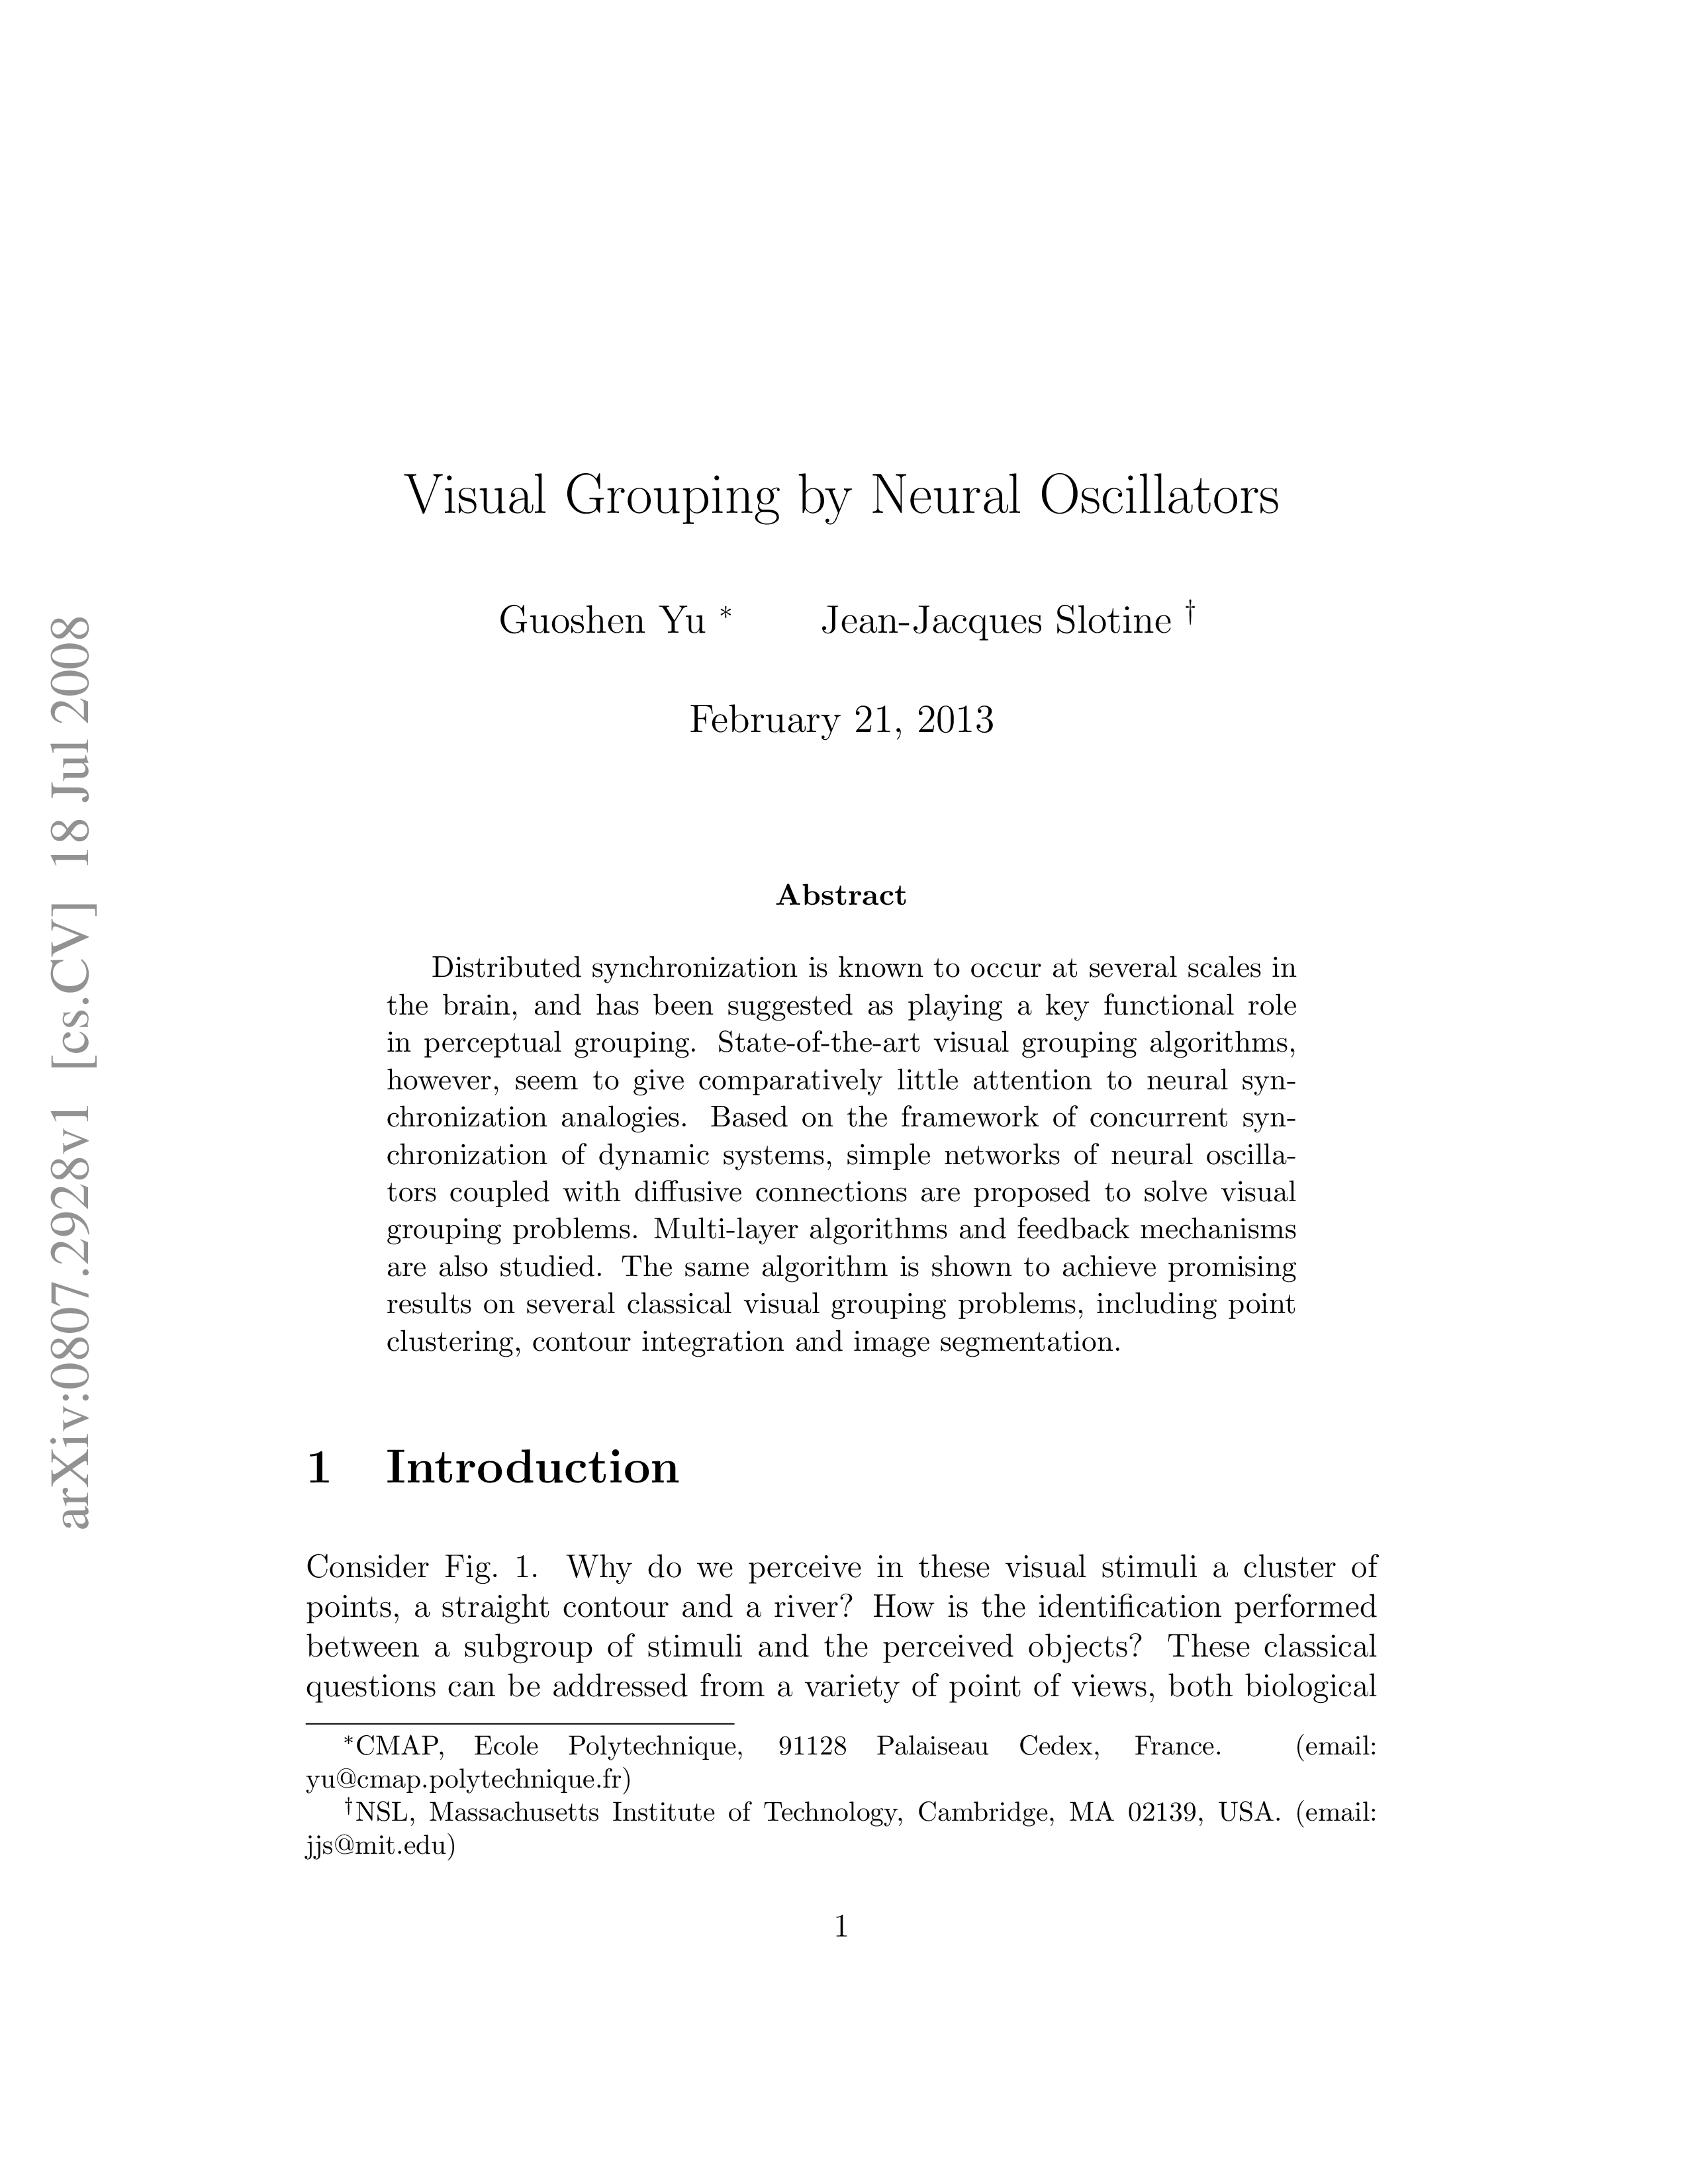 Visual Grouping by Neural Oscillators
Guoshen Yu * Jean-Jacques Slotine †
February 21, 2013
Abstract
Distributed synchronization is known to occur at several scales in
the brain, and has been suggested as playing a key functional role
in perceptual grouping. State-of-the-art visual grouping algorithms,
however, seem to give comparatively little attention to neural syn-
chronization analogies. Based on the framework of concurrent syn-
chronization of dynamic systems, simple networks of neural oscilla-
tors coupled with diffusive connections are proposed to solve visual
grouping problems. Multi-layer algorithms and feedback mechanisms
are also studied. The same algorithm is shown to achieve promising
results on several classical visual grouping problems, including point
clustering, contour integration and image segmentation.
1 Introduction
Consider Fig. 1. Why do we perceive in these visual stimuli a cluster of
points, a straight contour and a river? How is the identification performed
between a subgroup of stimuli and the perceived objects? These classical
questions can be addressed from a variety of point of views, both biological
*CMAP, Ecole Polytechnique, 91128 Palaiseau Cedex, France. (email:
yu@cmap.polytechnique.fr)
†NSL, Massachusetts Institute of Technology, Cambridge, MA 02139, USA. (email:
jjs@mit.edu)
1
arXiv:0807.2928v1 [cs.CV] 18 Jul 2008